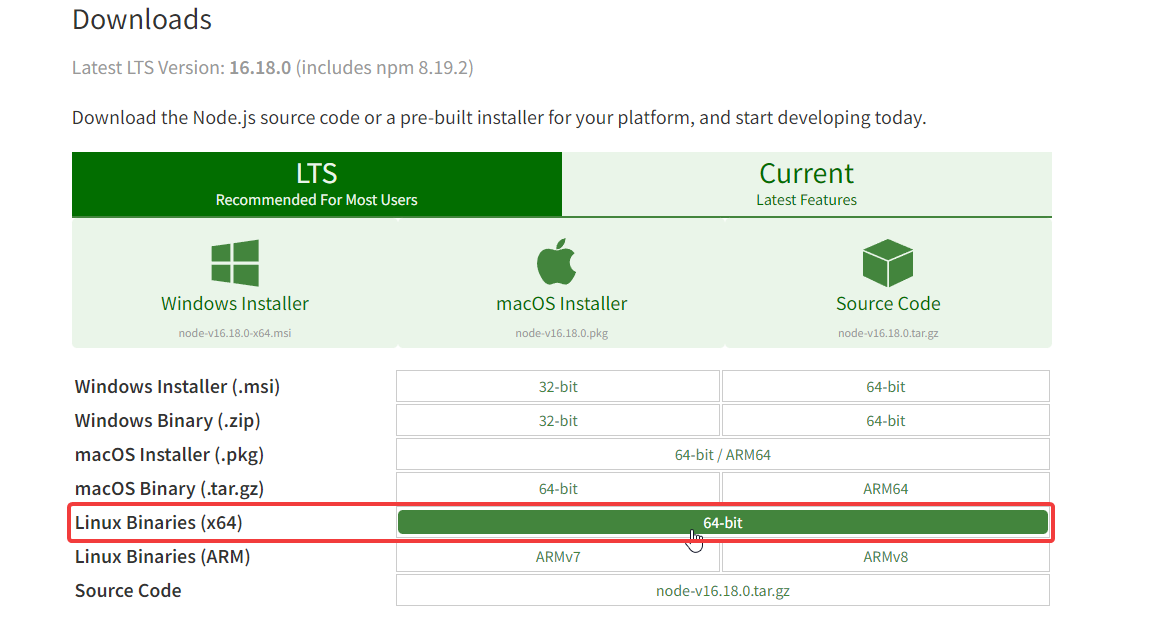 Downloads
Latest LTS Version: 16.18.0 (includes npm 8.19.2)
Download the Node.js source code or a pre-built installer for your platform, and start developing today.
LTS
Recommended For Most Users
Current
Latest Features
Windows Installer
node-v16.18.0-x64.msi
macOS Installer
node-v16.18.0.pkg
Source Code
node-v16.18.0.tar.gz
Windows Installer (.msi) 32-bit 64-bit
Windows Binary (.zip) 32-bit 64-bit
macOS Installer (.pkg) 64-bit / ARM64
macOS Binary (.tar.gz) 64-bit ARM64
Linux Binaries (x64) 64-bit
Linux Binaries (ARM) ARMv7 ARMv8
Source Code node-v16.18.0.tar.gz